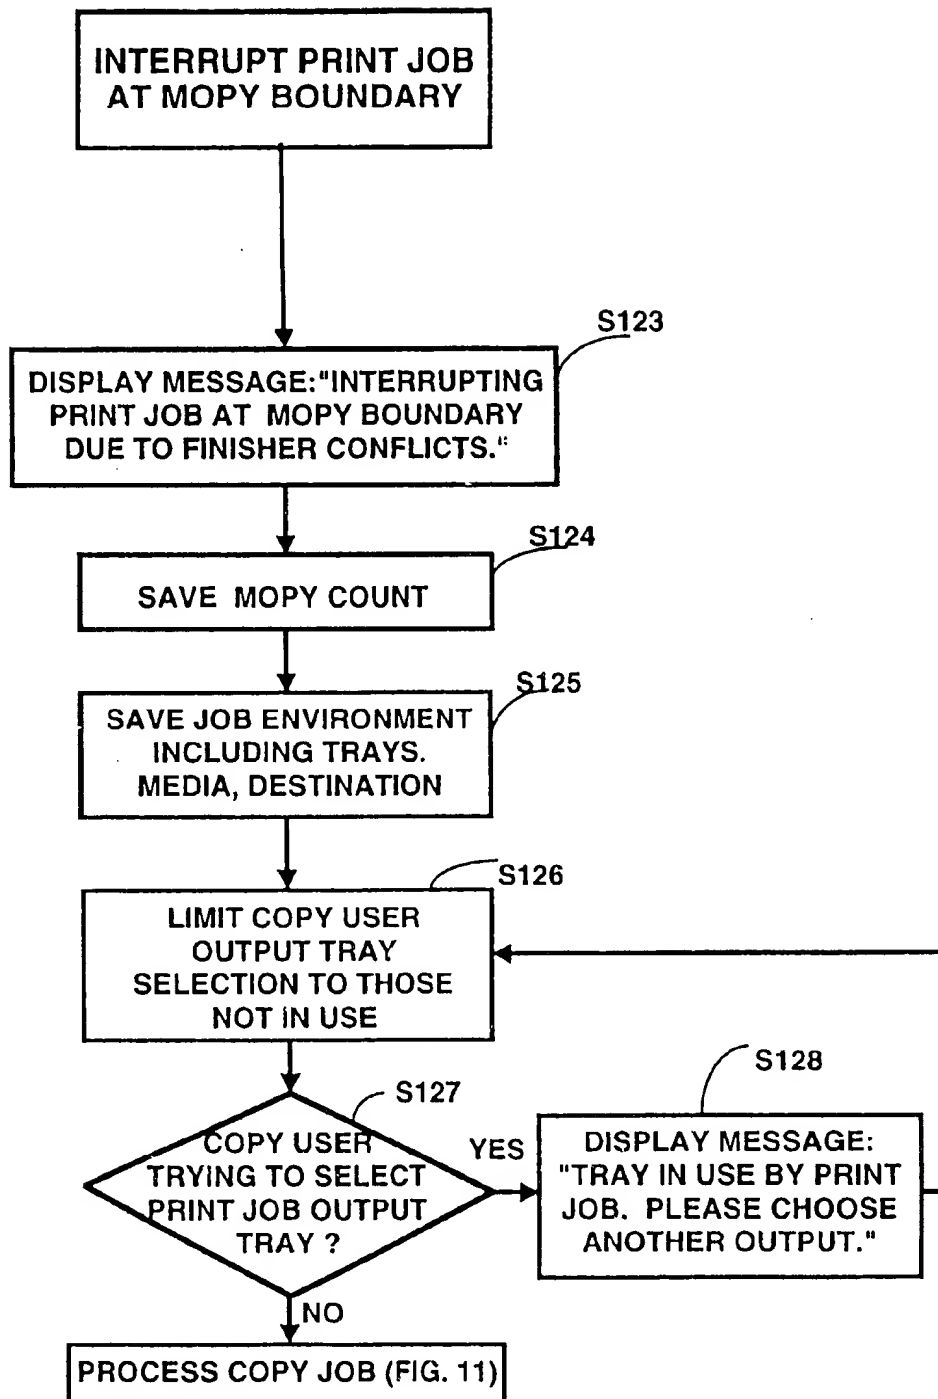 INTERRUPT PRINT JOB
AT MOPY BOUNDARY
S123
DISPLAY MESSAGE:"INTERRUPTING
PRINT JOB AT MOPY BOUNDARY
DUE TO FINISHER CONFLICTS."
S124
SAVE MOPY COUNT
S125
SAVE JOB ENVIRONMENT
INCLUDING TRAYS.
MEDIA, DESTINATION
S126
LIMIT COPY USER
OUTPUT TRAY
SELECTION TO THOSE
NOT IN USE
S127
COPY USER
TRYING TO SELECT
PRINT JOB OUTPUT
TRAY ?
YES
S128
DISPLAY MESSAGE:
"TRAY IN USE BY PRINT
JOB. PLEASE CHOOSE
ANOTHER OUTPUT."
NO
PROCESS COPY JOB (FIG. 11)